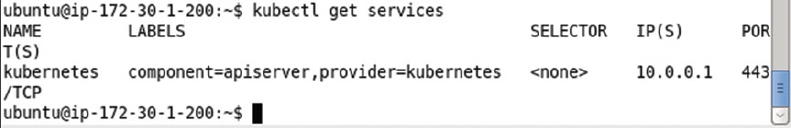 ubuntu@ip-172-30-1-200:~$ kubectl get services
NAME         LABELS                                    SELECTOR   IP(S)      POR
T(S)
kubernetes   component=apiserver,provider=kubernetes   <none>     10.0.0.1   443
/TCP
ubuntu@ip-172-30-1-200:~$